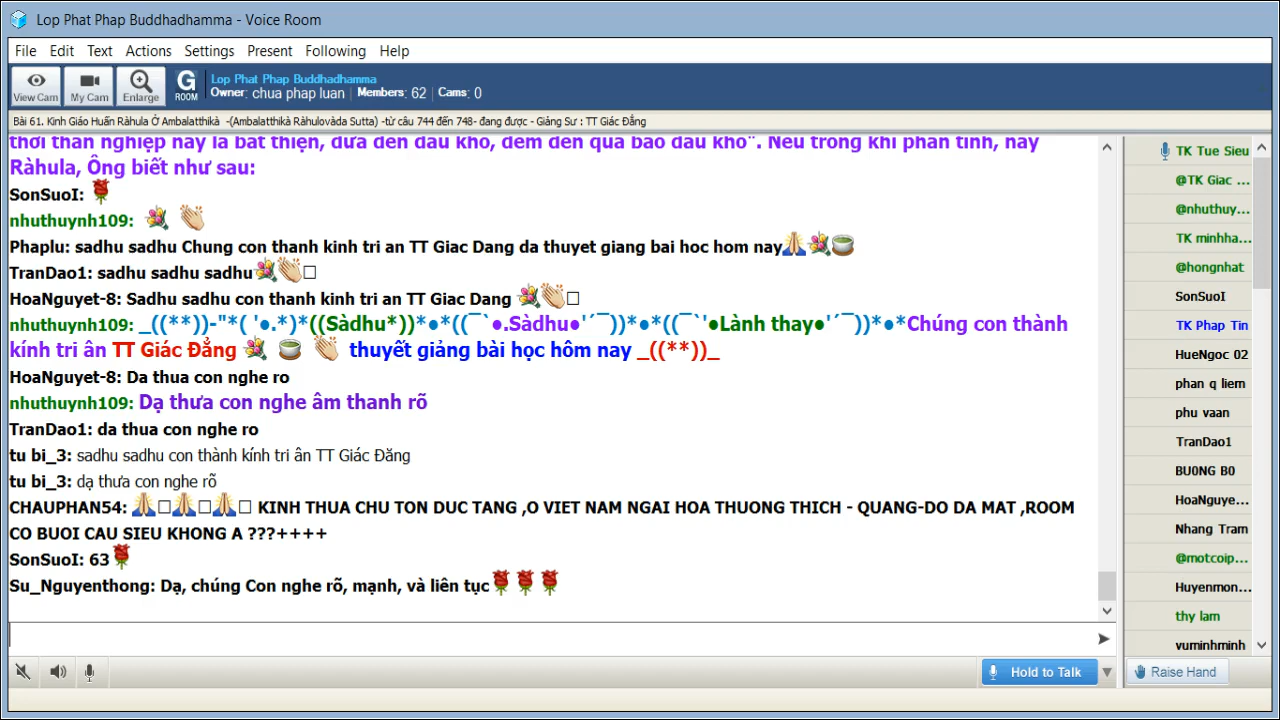 Lop Phat Phap Buddhadhamma - Voice Room
File Edit Text Actions Settings Present Following Help
View Cam My Cam Enlarge G ROOM
Lop Phat Phap Buddhadhamma
Owner: chua phap luan Members: 62 Cams: 0
Bài 61. Kinh Giáo Huấn Ràhula Ở Ambalatthikà -(Ambalatthikà Ràhulovàda Sutta) -từ câu 744 đến 748- đang được - Giảng Sư : TT Giác Đẳng
thời thân nghiệp này là bất thiện, đưa đến đau khổ, đem đến quả báo đau khổ". Nếu trong khi phản tỉnh, này
Ràhula, Ông biết như sau:
SonSuoI:
nhuthuynh109:
Phaplu: sadhu sadhu Chung con thanh kinh tri an TT Giac Dang da thuyet giang bai hoc hom nay
TranDao1: sadhu sadhu sadhu
HoaNguyet-8: Sadhu sadhu con thanh kinh tri an TT Giac Dang
nhuthuynh109: _((**))-"*( '●.*)*((Sàdhu*))*●*((¯`●.Sàdhu●'´¯))*●*((¯`'●Lành thay●'´¯))*●*Chúng con thành
kính tri ân TT Giác Đẳng thuyết giảng bài học hôm nay _((**))_
HoaNguyet-8: Da thua con nghe ro
nhuthuynh109: Dạ thưa con nghe âm thanh rõ
TranDao1: da thua con nghe ro
tu bi_3: sadhu sadhu con thành kính tri ân TT Giác Đăng
tu bi_3: dạ thưa con nghe rõ
CHAUPHAN54: KINH THUA CHU TON DUC TANG ,O VIET NAM NGAI HOA THUONG THICH - QUANG-DO DA MAT ,ROOM
CO BUOI CAU SIEU KHONG A ???++++
SonSuoI: 63
Su_Nguyenthong: Dạ, chúng Con nghe rõ, mạnh, và liên tục
TK Tue Sieu
@TK Giac ...
@nhuthuy...
TK minhha...
@hongnhat
SonSuoI
TK Phap Tin
HueNgoc 02
phan q liem
phu vaan
TranDao1
BU0NG B0
HoaNguye...
Nhang Tram
@motcoip...
Huyenmon...
thy lam
vuminhminh
Hold to Talk
Raise Hand